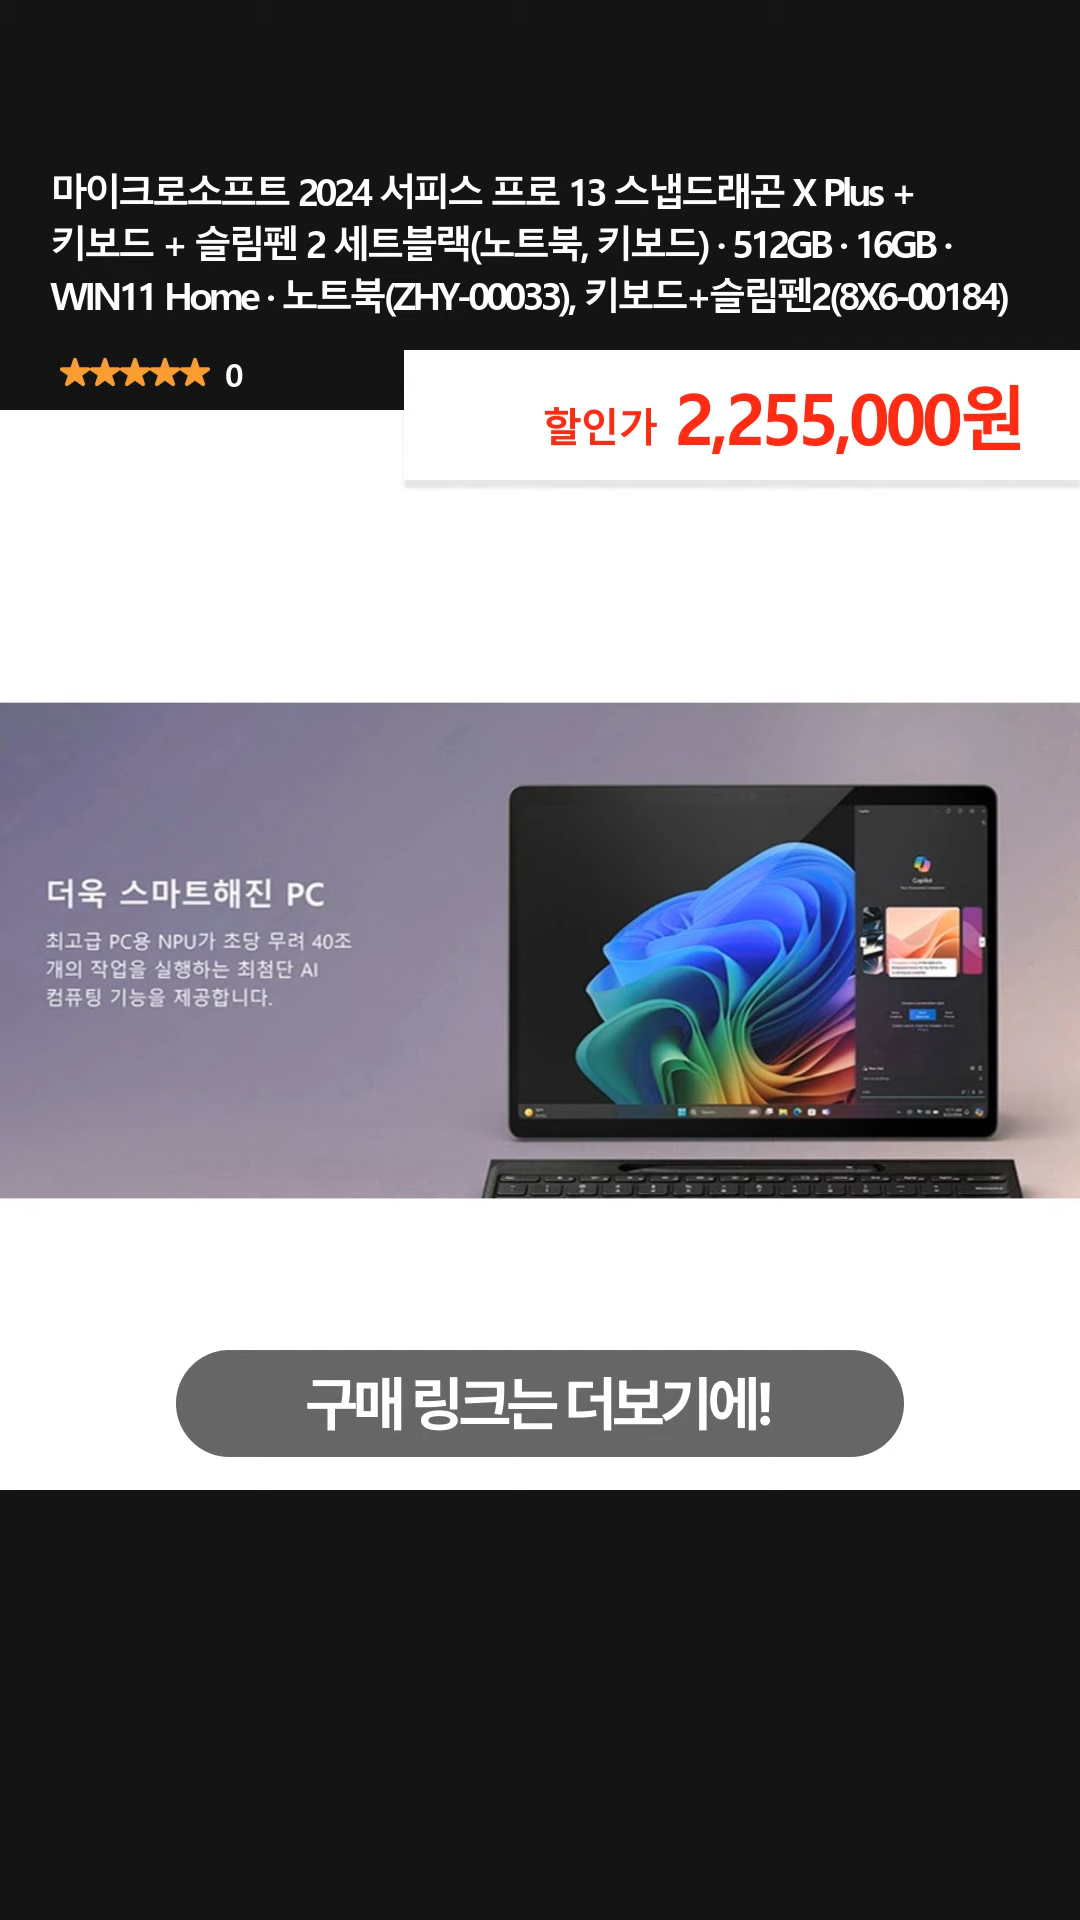 마이크로소프트 2024 서피스 프로 13 스냅드래곤 X Plus +
키보드 + 슬림펜 2 세트블랙(노트북, 키보드) · 512GB · 16GB ·
WIN11 Home · 노트북(ZHY-00033), 키보드+슬림펜2(8X6-00184)
0
할인가 2,255,000원
더욱 스마트해진 PC
최고급 PC용 NPU가 초당 무려 40조
개의 작업을 실행하는 최첨단 AI
컴퓨팅 기능을 제공합니다.
Copilot
구매 링크는 더보기에!